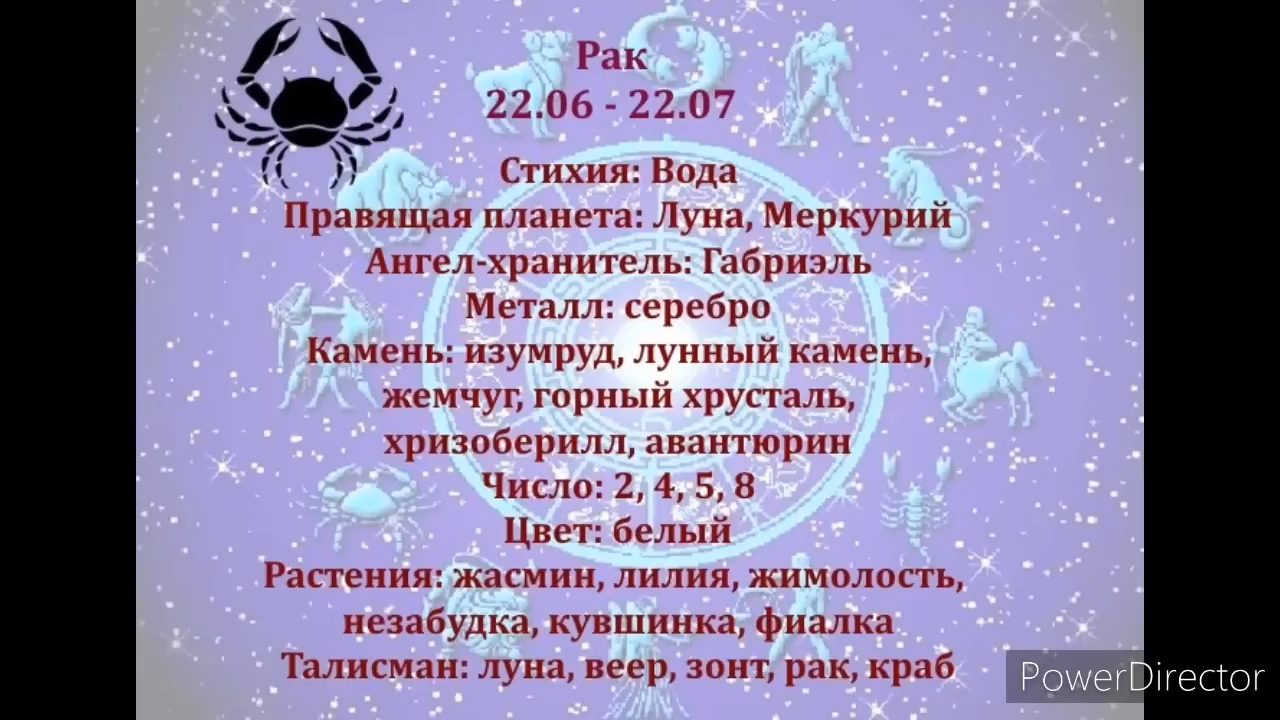 Рак
22.06 - 22.07
Стихия: Вода
Правящая планета: Луна, Меркурий
Ангел-хранитель: Габриэль
Металл: серебро
Камень: изумруд, лунный камень,
жемчуг, горный хрусталь,
хризоберилл, авантюрин
Число: 2, 4, 5, 8
Цвет: белый
Растения: жасмин, лилия, жимолость,
незабудка, кувшинка, фиалка
Талисман: луна, веер, зонт, рак, краб
PowerDirector